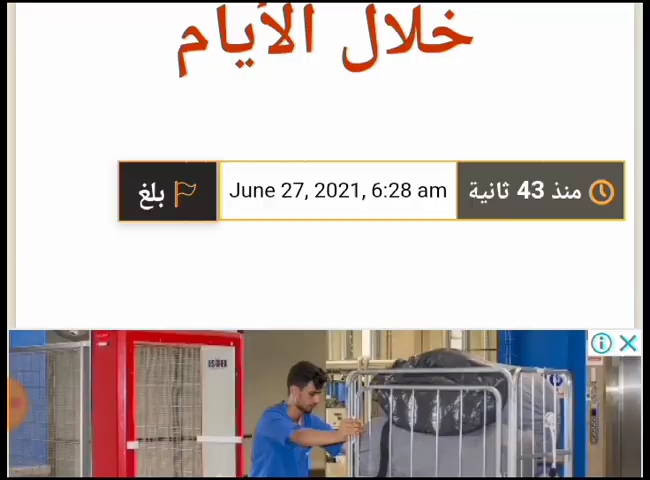 خلال الأيام
منذ 43 ثانية June 27, 2021, 6:28 am بلغ